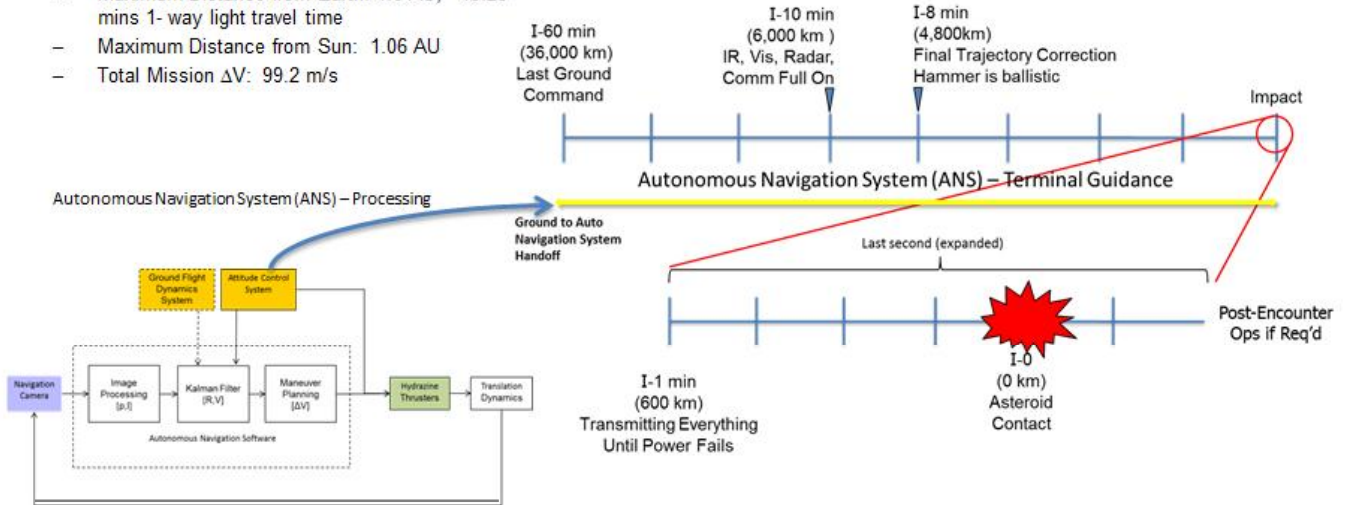 mins 1- way light travel time
– Maximum Distance from Sun: 1.06 AU
– Total Mission ΔV: 99.2 m/s
I-60 min
(36,000 km)
Last Ground
Command
I-10 min
(6,000 km )
IR, Vis, Radar,
Comm Full On
I-8 min
(4,800km)
Final Trajectory Correction
Hammer is ballistic
Impact
Autonomous Navigation System (ANS) – Terminal Guidance
Autonomous Navigation System (ANS) – Processing
Ground to Auto
Navigation System
Handoff
Last second (expanded)
Ground Flight
Dynamics
System
Attitude Control
System
Navigation
Camera
Image
Processing
[p,l]
Kalman Filter
[R,V]
Maneuver
Planning
[ΔV]
Hydrazine
Thrusters
Translation
Dynamics
Autonomous Navigation Software
Post-Encounter
Ops if Req'd
I-1 min
(600 km)
Transmitting Everything
Until Power Fails
I-0
(0 km)
Asteroid
Contact